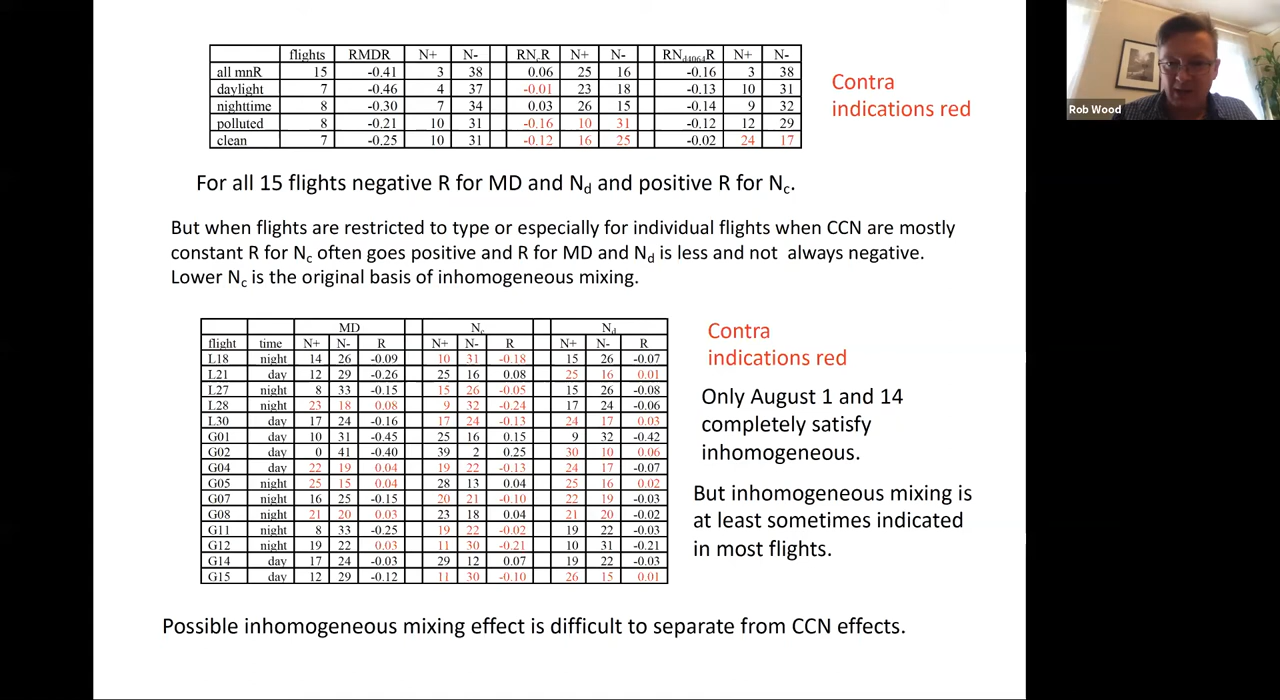 flights RMDR N+ N- RNcR N+ N- RNd4064R N+ N-
all mnR 15 -0.41 3 38 0.06 25 16 -0.16 3 38
daylight 7 -0.46 4 37 -0.01 23 18 -0.13 10 31
nighttime 8 -0.30 7 34 0.03 26 15 -0.14 9 32
polluted 8 -0.21 10 31 -0.16 10 31 -0.12 12 29
clean 7 -0.25 10 31 -0.12 16 25 -0.02 24 17
Contra
indications red
Rob Wood
For all 15 flights negative R for MD and Nd and positive R for Nc.
But when flights are restricted to type or especially for individual flights when CCN are mostly
constant R for Nc often goes positive and R for MD and Nd is less and not always negative.
Lower Nc is the original basis of inhomogeneous mixing.
MD Nc Nd
flight time N+ N- R N+ N- R N+ N- R
L18 night 14 26 -0.09 10 31 -0.18 15 26 -0.07
L21 day 12 29 -0.26 25 16 0.08 25 16 0.01
L27 night 8 33 -0.15 15 26 -0.05 15 26 -0.08
L28 night 23 18 0.08 9 32 -0.24 17 24 -0.06
L30 day 17 24 -0.16 17 24 -0.13 24 17 0.03
G01 day 10 31 -0.45 25 16 0.15 9 32 -0.42
G02 day 0 41 -0.40 39 2 0.25 30 10 0.06
G04 day 22 19 0.04 19 22 -0.13 24 17 -0.07
G05 night 25 15 0.04 28 13 0.04 25 16 0.02
G07 night 16 25 -0.15 20 21 -0.10 22 19 -0.03
G08 night 21 20 0.03 23 18 0.04 21 20 -0.02
G11 night 8 33 -0.25 19 22 -0.02 19 22 -0.03
G12 night 19 22 0.03 11 30 -0.21 10 31 -0.21
G14 day 17 24 -0.03 29 12 0.07 19 22 -0.03
G15 day 12 29 -0.12 11 30 -0.10 26 15 0.01
Contra
indications red
Only August 1 and 14
completely satisfy
inhomogeneous.
But inhomogeneous mixing is
at least sometimes indicated
in most flights.
Possible inhomogeneous mixing effect is difficult to separate from CCN effects.